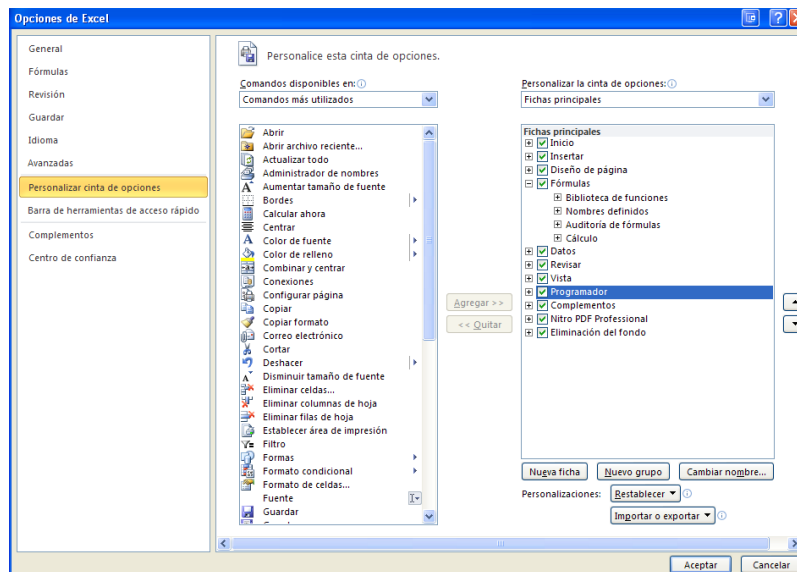 Opciones de Excel
General
Fórmulas
Revisión
Guardar
Idioma
Avanzadas
Personalizar cinta de opciones
Barra de herramientas de acceso rápido
Complementos
Centro de confianza
Personalice esta cinta de opciones.
Comandos disponibles en:
Comandos más utilizados
Abrir
Abrir archivo reciente...
Actualizar todo
Administrador de nombres
Aumentar tamaño de fuente
Bordes
Calcular ahora
Centrar
Color de fuente
Color de relleno
Combinar y centrar
Conexiones
Configurar página
Copiar
Copiar formato
Correo electrónico
Cortar
Deshacer
Disminuir tamaño de fuente
Eliminar celdas...
Eliminar columnas de hoja
Eliminar filas de hoja
Establecer área de impresión
Filtro
Formas
Formato condicional
Formato de celdas...
Fuente
Guardar
Agregar >>
<< Quitar
Personalizar la cinta de opciones:
Fichas principales
Fichas principales
Inicio
Insertar
Diseño de página
Fórmulas
Biblioteca de funciones
Nombres definidos
Auditoría de fórmulas
Cálculo
Datos
Revisar
Vista
Programador
Complementos
Nitro PDF Professional
Eliminación del fondo
Nueva ficha
Nuevo grupo
Cambiar nombre...
Personalizaciones:
Restablecer
Importar o exportar
Aceptar
Cancelar